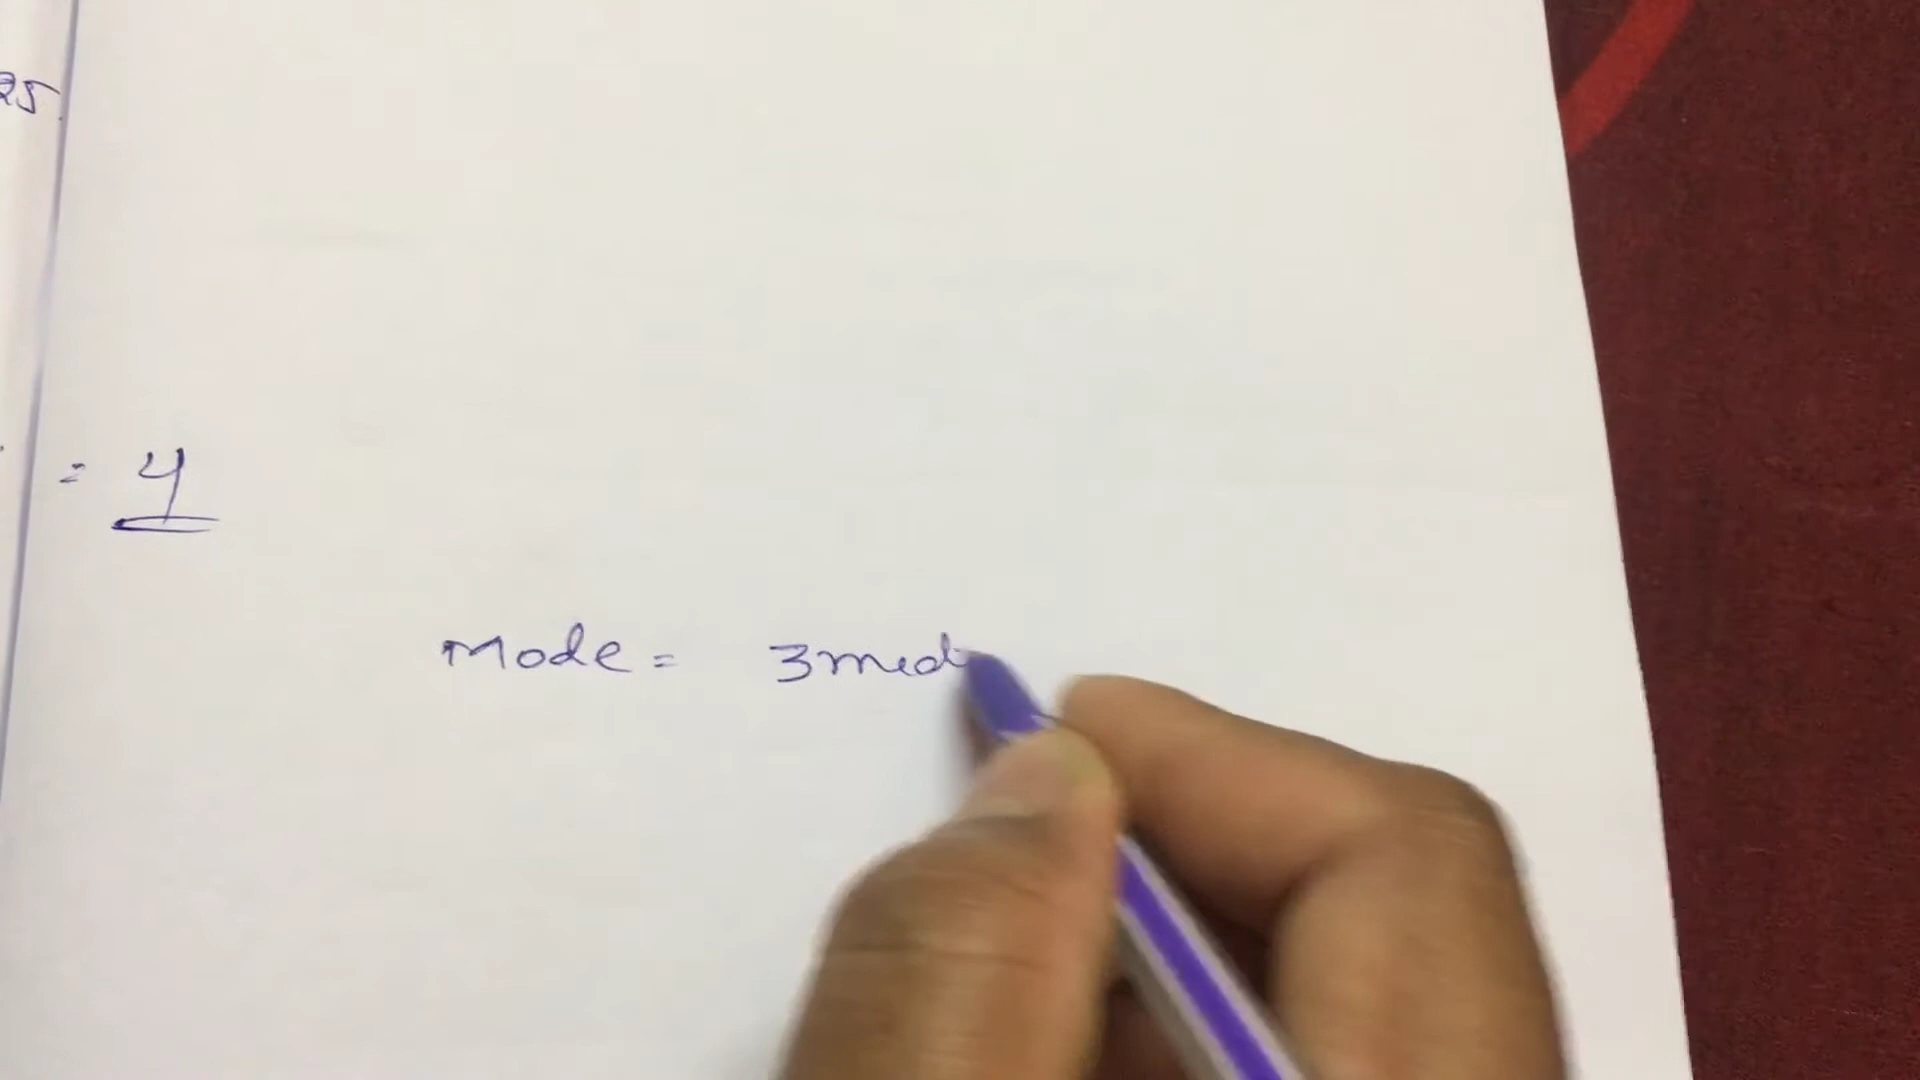 25
= 4
Mode = 3med